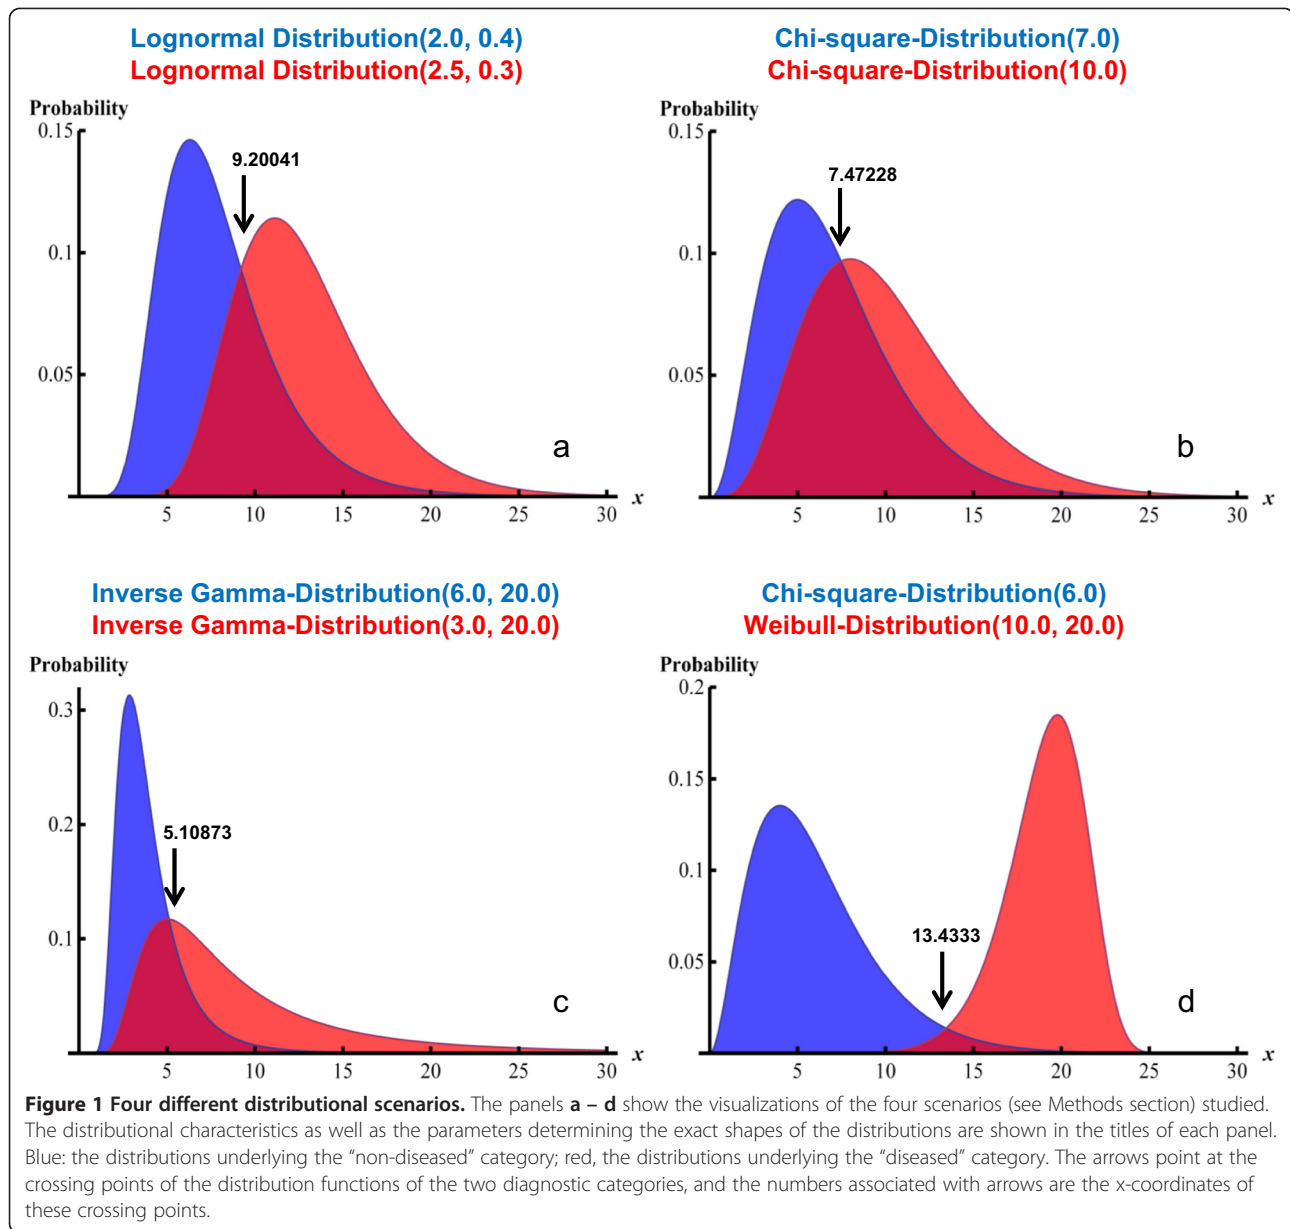 Lognormal Distribution(2.0, 0.4)
Lognormal Distribution(2.5, 0.3)
Probability
0.15
0.1
0.05
9.20041
a
5 10 15 20 25 30 x
Chi-square-Distribution(7.0)
Chi-square-Distribution(10.0)
Probability
0.15
0.1
0.05
7.47228
b
5 10 15 20 25 30 x
Inverse Gamma-Distribution(6.0, 20.0)
Inverse Gamma-Distribution(3.0, 20.0)
Probability
0.3
0.2
0.1
5.10873
c
5 10 15 20 25 30 x
Chi-square-Distribution(6.0)
Weibull-Distribution(10.0, 20.0)
Probability
0.2
0.15
0.1
0.05
13.4333
d
5 10 15 20 25 30 x
Figure 1 Four different distributional scenarios. The panels a – d show the visualizations of the four scenarios (see Methods section) studied.
The distributional characteristics as well as the parameters determining the exact shapes of the distributions are shown in the titles of each panel.
Blue: the distributions underlying the “non-diseased” category; red, the distributions underlying the “diseased” category. The arrows point at the
crossing points of the distribution functions of the two diagnostic categories, and the numbers associated with arrows are the x-coordinates of
these crossing points.